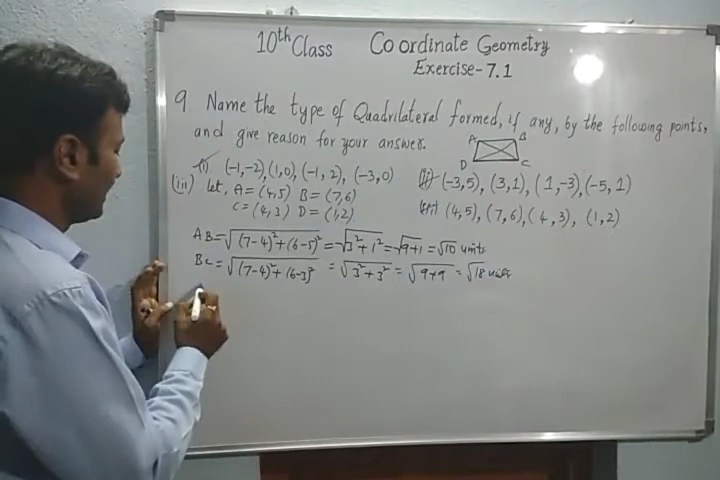 10th Class Coordinate Geometry
Exercise-7.1
9. Name the type of Quadrilateral formed, if any, by the following points,
and give reason for your answer.
A B
D C
(i) (-1,-2),(1,0),(-1,2),(-3,0) (ii) (-3,5),(3,1),(1,-3),(-5,1)
(iii) Let, A=(4,5) B=(7,6) (iii) (4,5),(7,6),(4,3),(1,2)
C=(4,3) D=(1,2)
AB=√(7-4)²+(6-5)² =√3²+1² =√9+1 =√10 units
BC=√(7-4)²+(6-3)² =√3²+3² =√9+9 =√18 units